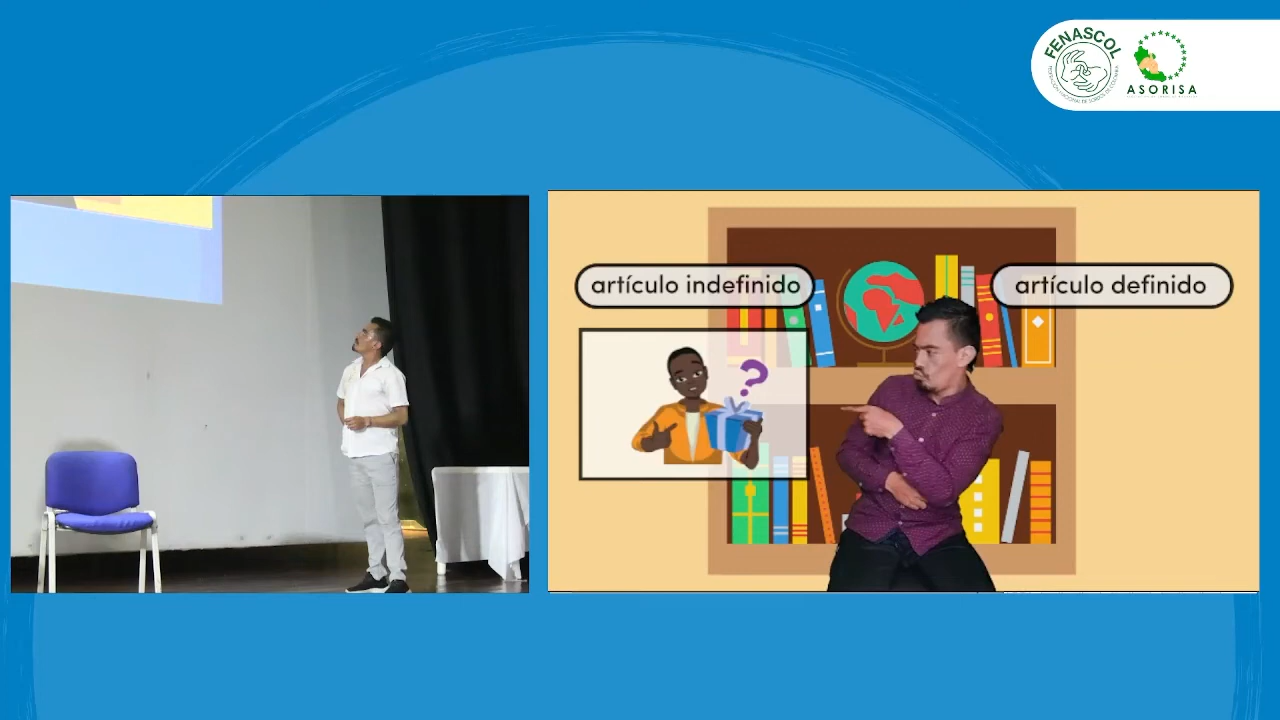 FENASCOL
ASORISA
artículo indefinido
artículo definido
?